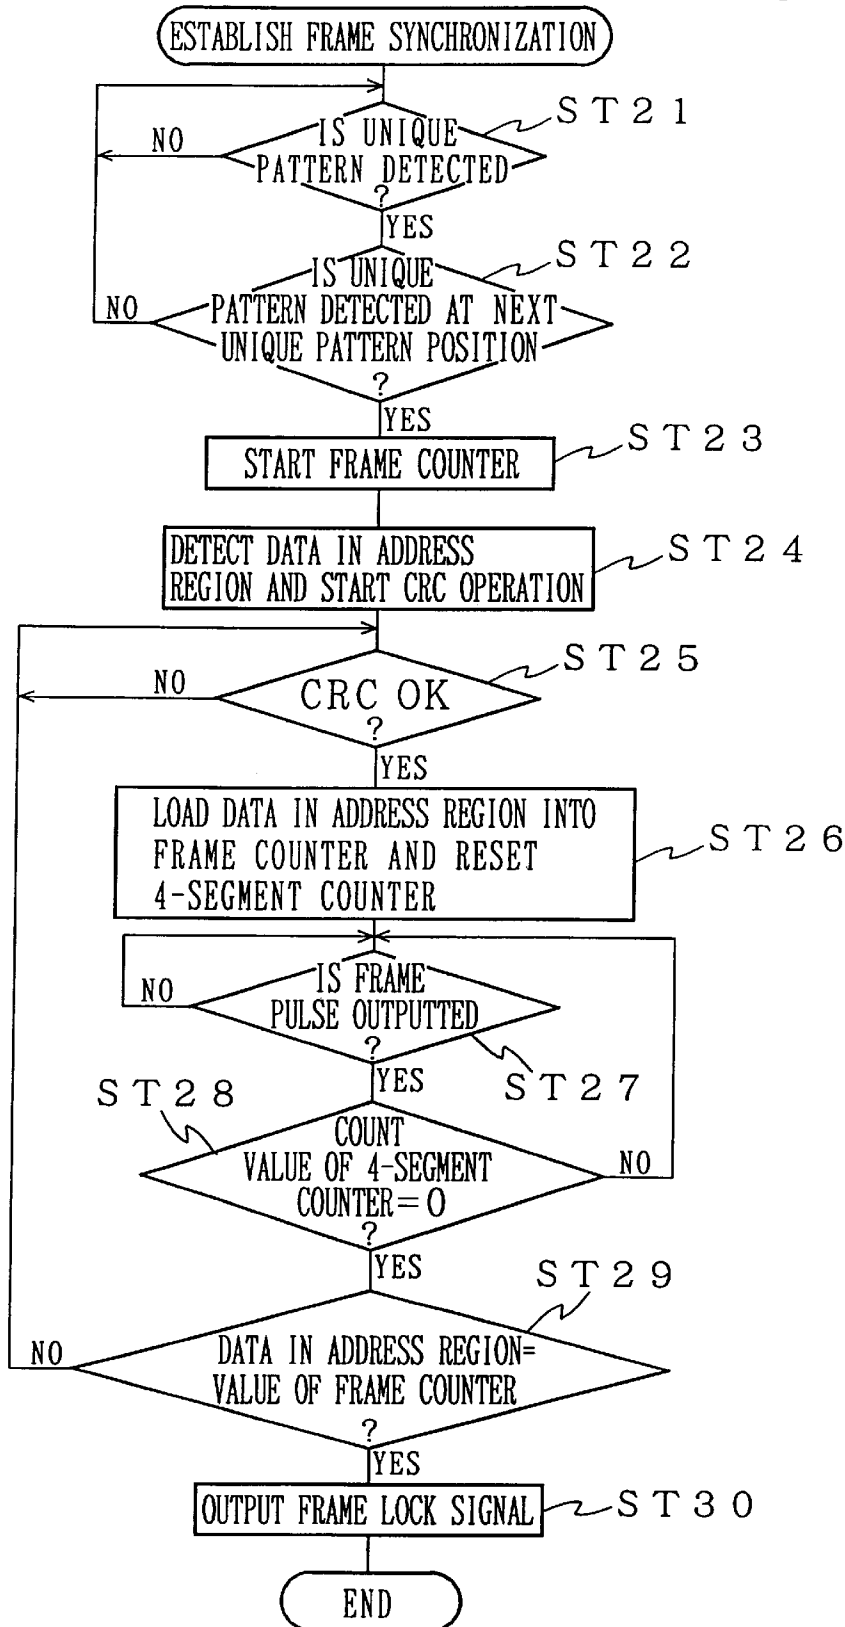 ESTABLISH FRAME SYNCHRONIZATION
ST21
NO
IS UNIQUE
PATTERN DETECTED
?
YES
ST22
IS UNIQUE
NO
PATTERN DETECTED AT NEXT
UNIQUE PATTERN POSITION
?
YES
ST23
START FRAME COUNTER
ST24
DETECT DATA IN ADDRESS
REGION AND START CRC OPERATION
ST25
NO
CRC OK
?
YES
LOAD DATA IN ADDRESS REGION INTO
FRAME COUNTER AND RESET
4-SEGMENT COUNTER
ST26
IS FRAME
NO
PULSE OUTPUTTED
?
YES
ST27
ST28
COUNT
VALUE OF 4-SEGMENT
COUNTER=0
?
NO
YES
ST29
NO
DATA IN ADDRESS REGION=
VALUE OF FRAME COUNTER
?
YES
OUTPUT FRAME LOCK SIGNAL
ST30
END